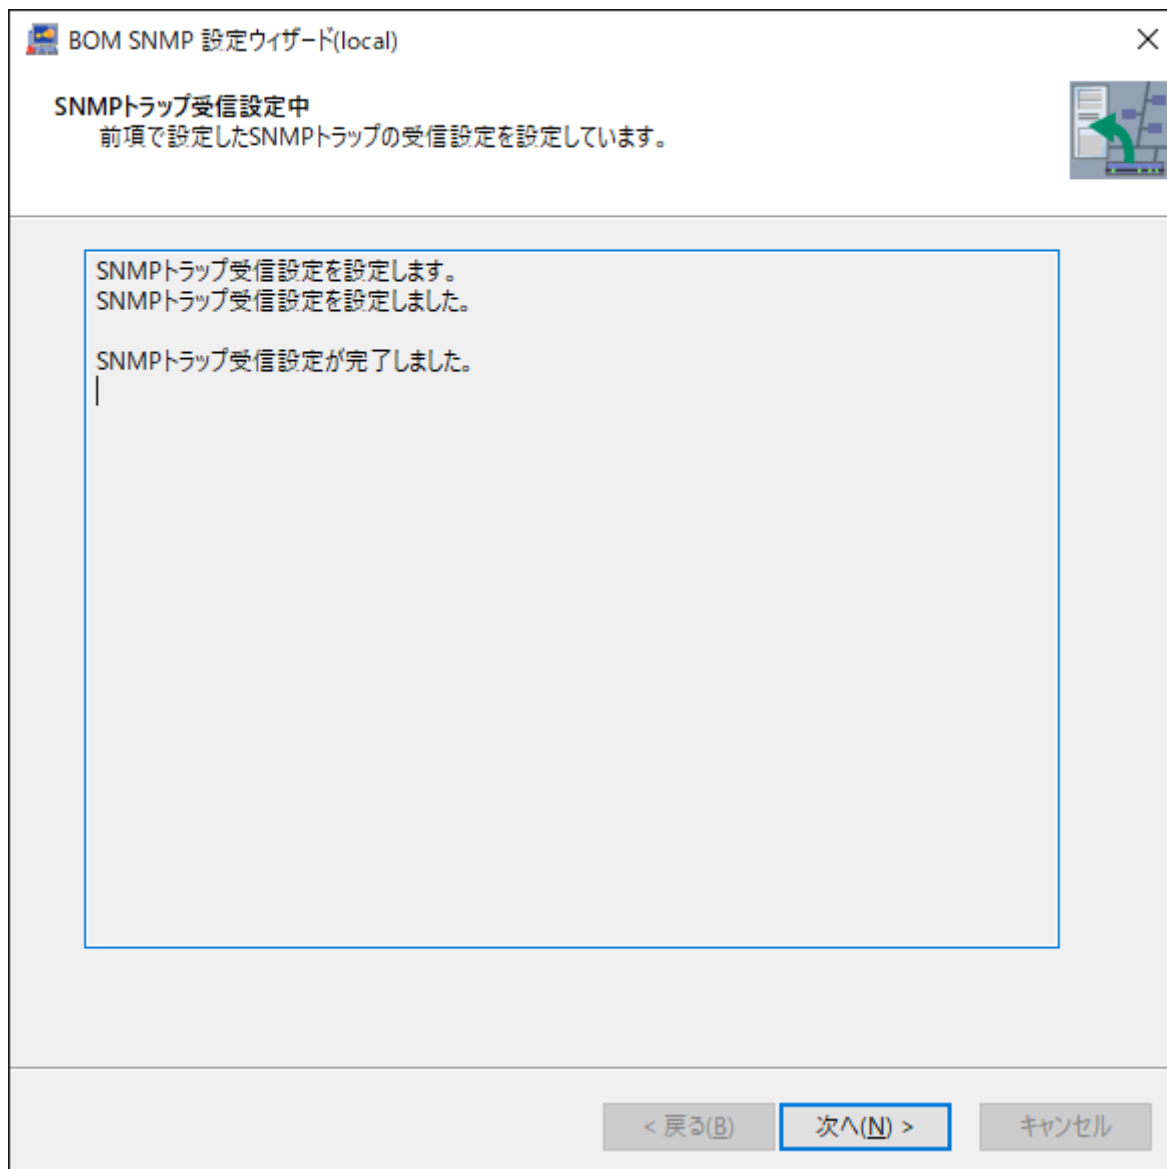 BOM SNMP 設定ウィザード(local)
SNMPトラップ受信設定中
前項で設定したSNMPトラップの受信設定を設定しています。
SNMPトラップ受信設定を設定します。
SNMPトラップ受信設定を設定しました。
SNMPトラップ受信設定が完了しました。
< 戻る(B)
次へ(N) >
キャンセル